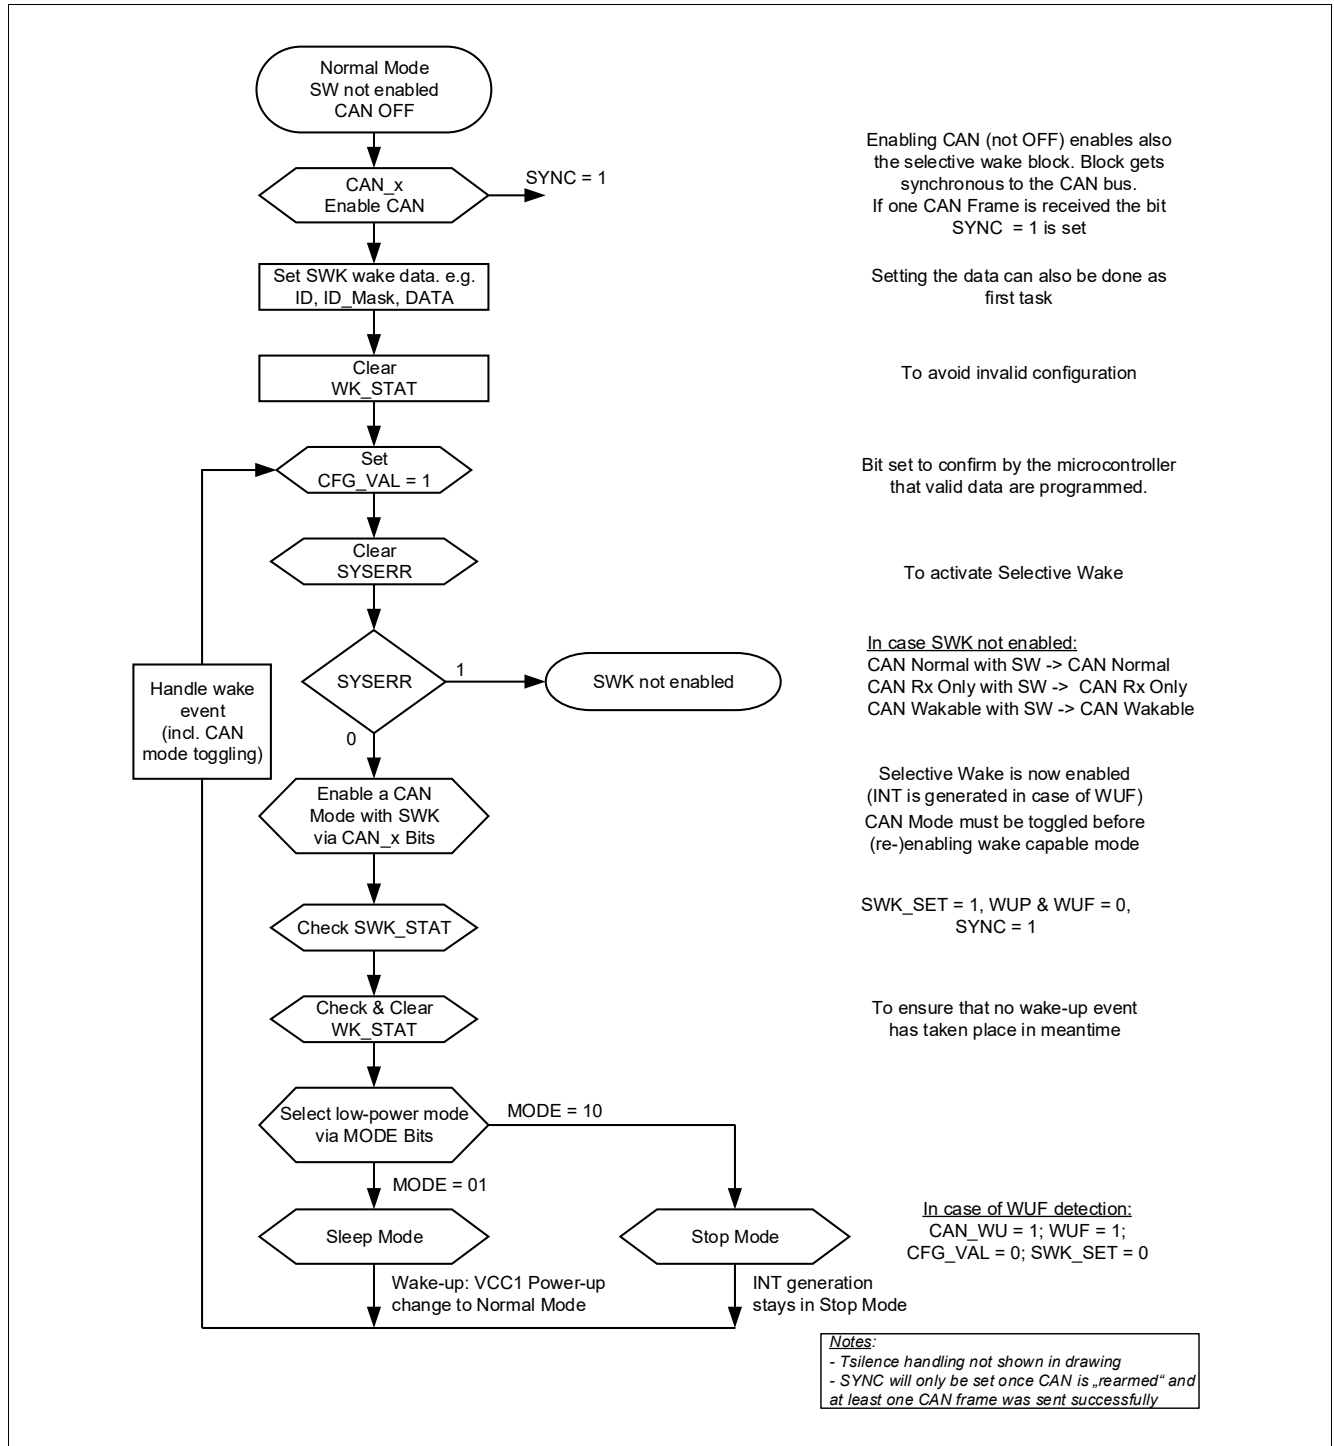 Normal Mode
SW not enabled
CAN OFF
CAN_x
Enable CAN
SYNC = 1
Enabling CAN (not OFF) enables also
the selective wake block. Block gets
synchronous to the CAN bus.
If one CAN Frame is received the bit
SYNC  = 1 is set
Set SWK wake data. e.g.
ID, ID_Mask, DATA
Setting the data can also be done as
first task
Clear
WK_STAT
To avoid invalid configuration
Set
CFG_VAL = 1
Bit set to confirm by the microcontroller
that valid data are programmed.
Clear
SYSERR
To activate Selective Wake
SYSERR
1
0
SWK not enabled
In case SWK not enabled:
CAN Normal with SW -> CAN Normal
CAN Rx Only with SW ->  CAN Rx Only
CAN Wakable with SW -> CAN Wakable
Handle wake
event
(incl. CAN
mode toggling)
Enable a CAN
Mode with SWK
via CAN_x Bits
Selective Wake is now enabled
(INT is generated in case of WUF)
CAN Mode must be toggled before
(re-)enabling wake capable mode
Check SWK_STAT
SWK_SET = 1, WUP & WUF = 0,
SYNC = 1
Check & Clear
WK_STAT
To ensure that no wake-up event
has taken place in meantime
Select low-power mode
via MODE Bits
MODE = 10
MODE = 01
Sleep Mode
Stop Mode
In case of WUF detection:
CAN_WU = 1; WUF = 1;
CFG_VAL = 0; SWK_SET = 0
Wake-up: VCC1 Power-up
change to Normal Mode
INT generation
stays in Stop Mode
Notes:
- Tsilence handling not shown in drawing
- SYNC will only be set once CAN is „rearmed“ and
at least one CAN frame was sent successfully